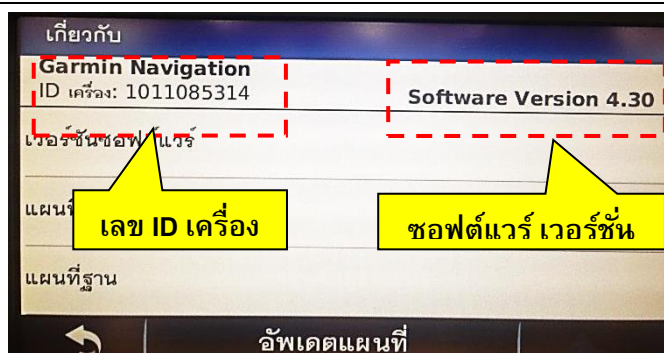 เกี่ยวกับ
Garmin Navigation
ID เครื่อง: 1011085314
Software Version 4.30
เวอร์ชันซอฟต์แวร์
เลข ID เครื่อง
ซอฟต์แวร์ เวอร์ชั่น
แผนที่ฐาน
อัพเดตแผนที่